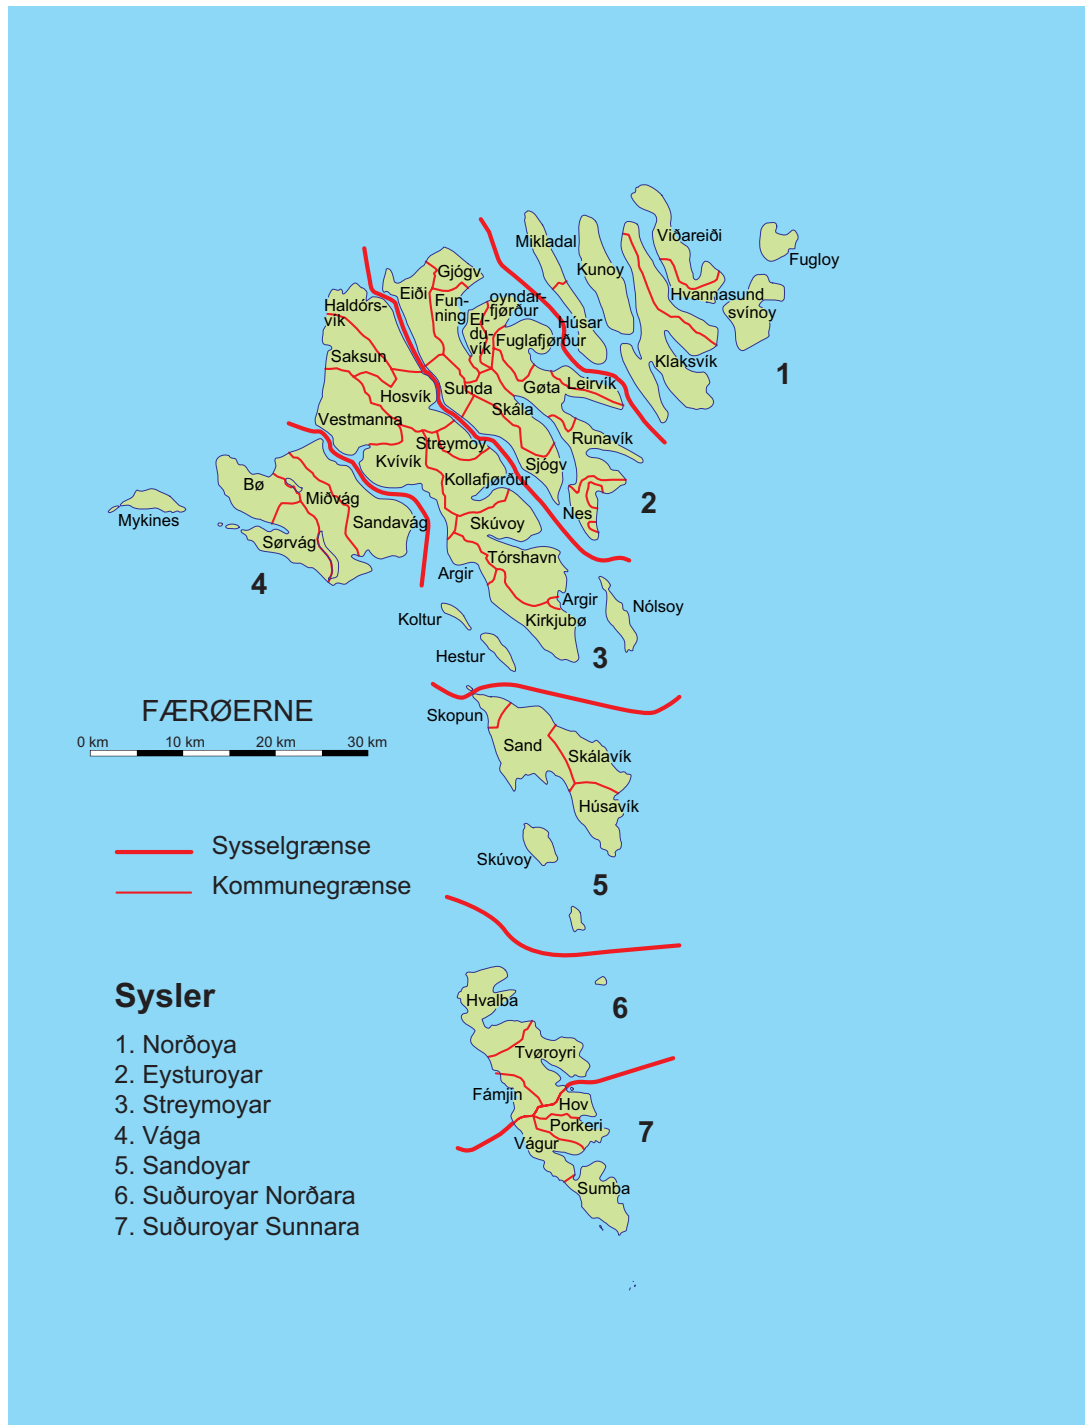 Viðareiði
Mikladal
Fugloy
Kunoy
Gjógv
Eiði
Hvannasund
svínoy
oyndar-
fjørður
Fun-
ning
Haldórs-
vík
El-
du-
vík
Húsar
Fuglafjørður
Saksun
Klaksvík
1
Sunda
Gøta
Leirvík
Hosvík
Skála
Vestmanna
Streymoy
Runavík
Kvívík
Sjógv
Kollafjørður
Bø
Miðvág
2
Mykines
Sandavág
Nes
Skúvoy
Sørvág
Tórshavn
4
Argir
Argir
Nólsoy
Koltur
Kirkjubø
Hestur
3
FÆRØERNE
Skopun
0 km
10 km
20 km
30 km
Sand
Skálavík
Húsavík
Sysselgrænse
Skúvoy
Kommunegrænse
5
Sysler
Hvalba
6
1. Norðoya
2. Eysturoyar
3. Streymoyar
4. Vága
5. Sandoyar
6. Suðuroyar Norðara
7. Suðuroyar Sunnara
Tvøroyri
Fámjin
Hov
Porkeri
7
Vágur
Sumba